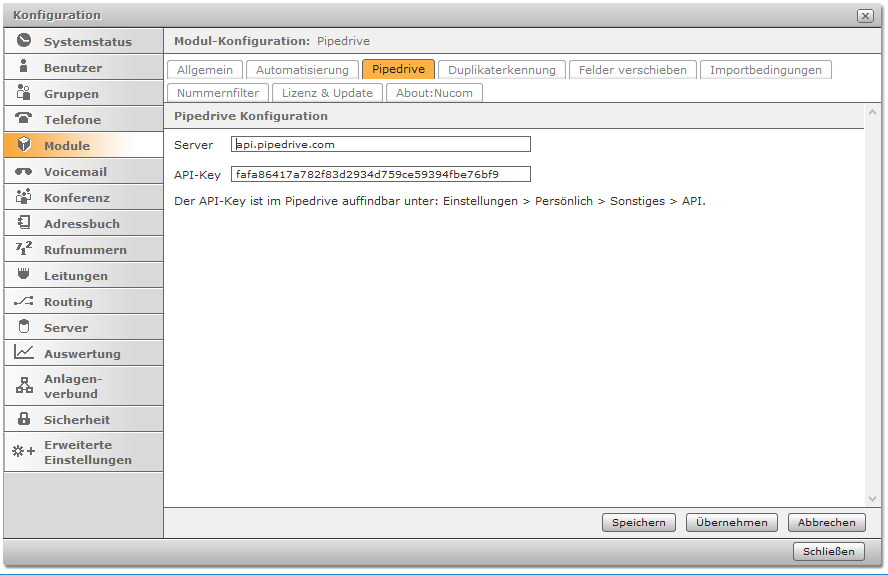 Konfiguration
Systemstatus
Benutzer
Gruppen
Telefone
Module
Voicemail
Konferenz
Adressbuch
Rufnummern
Leitungen
Routing
Server
Auswertung
Anlagen-
verbund
Sicherheit
Erweiterte
Einstellungen
Modul-Konfiguration: Pipedrive
Allgemein Automatisierung Pipedrive Duplikaterkennung Felder verschieben Importbedingungen
Nummernfilter Lizenz & Update About:Nucom
Pipedrive Konfiguration
Server api.pipedrive.com
API-Key fafa86417a782f83d2934d759ce59394fbe76bf9
Der API-Key ist im Pipedrive auffindbar unter: Einstellungen > Persönlich > Sonstiges > API.
Speichern Übernehmen Abbrechen
Schließen